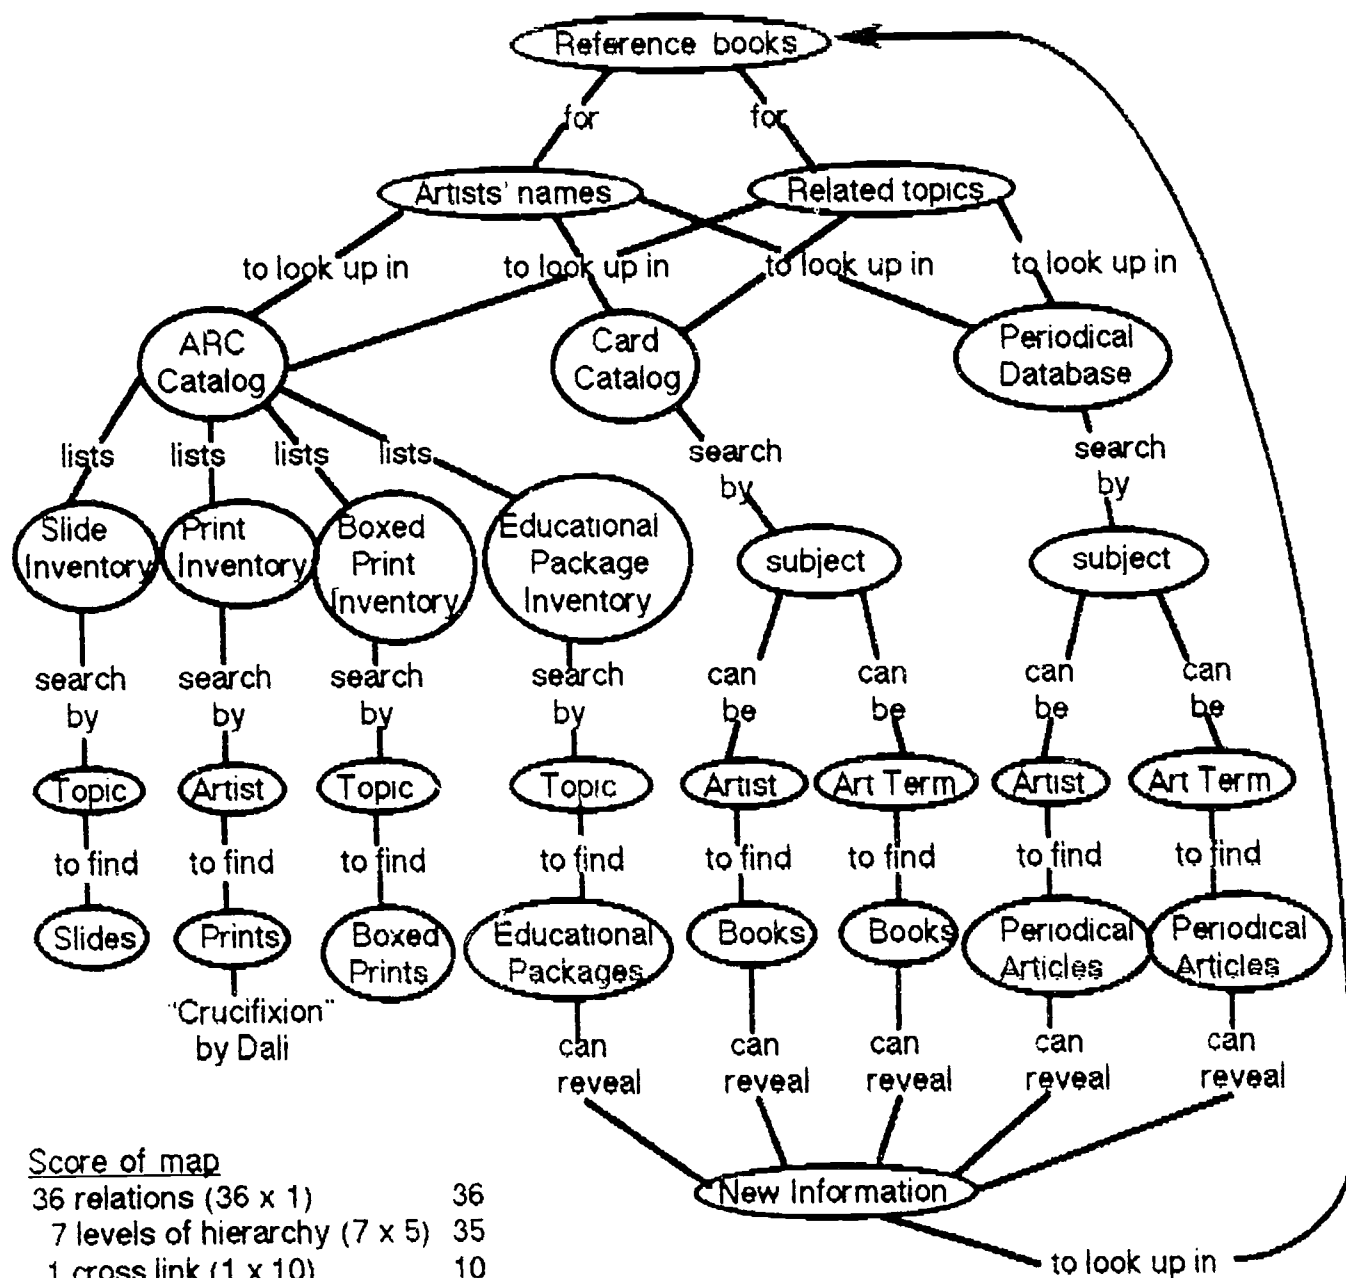 Reference books
for for
Artists' names Related topics
to look up in to look up in to look up in to look up in
ARC
Catalog
Card
Catalog
Periodical
Database
lists lists lists lists
search
by
search
by
Slide
Inventory
Print
Inventory
Boxed
Print
Inventory
Educational
Package
Inventory
subject subject
search
by
search
by
search
by
search
by
can
be
can
be
can
be
can
be
Topic Artist Topic Topic Artist Art Term Artist Art Term
to find to find to find to find to find to find to find to find
Slides Prints
Boxed
Prints
Educational
Packages
Books Books
Periodical
Articles
Periodical
Articles
"Crucifixion"
by Dali
can
reveal
can
reveal
can
reveal
can
reveal
can
reveal
New Information
to look up in
Score of map
36 relations (36 x 1) 36
7 levels of hierarchy (7 x 5) 35
1 cross link (1 x 10) 10